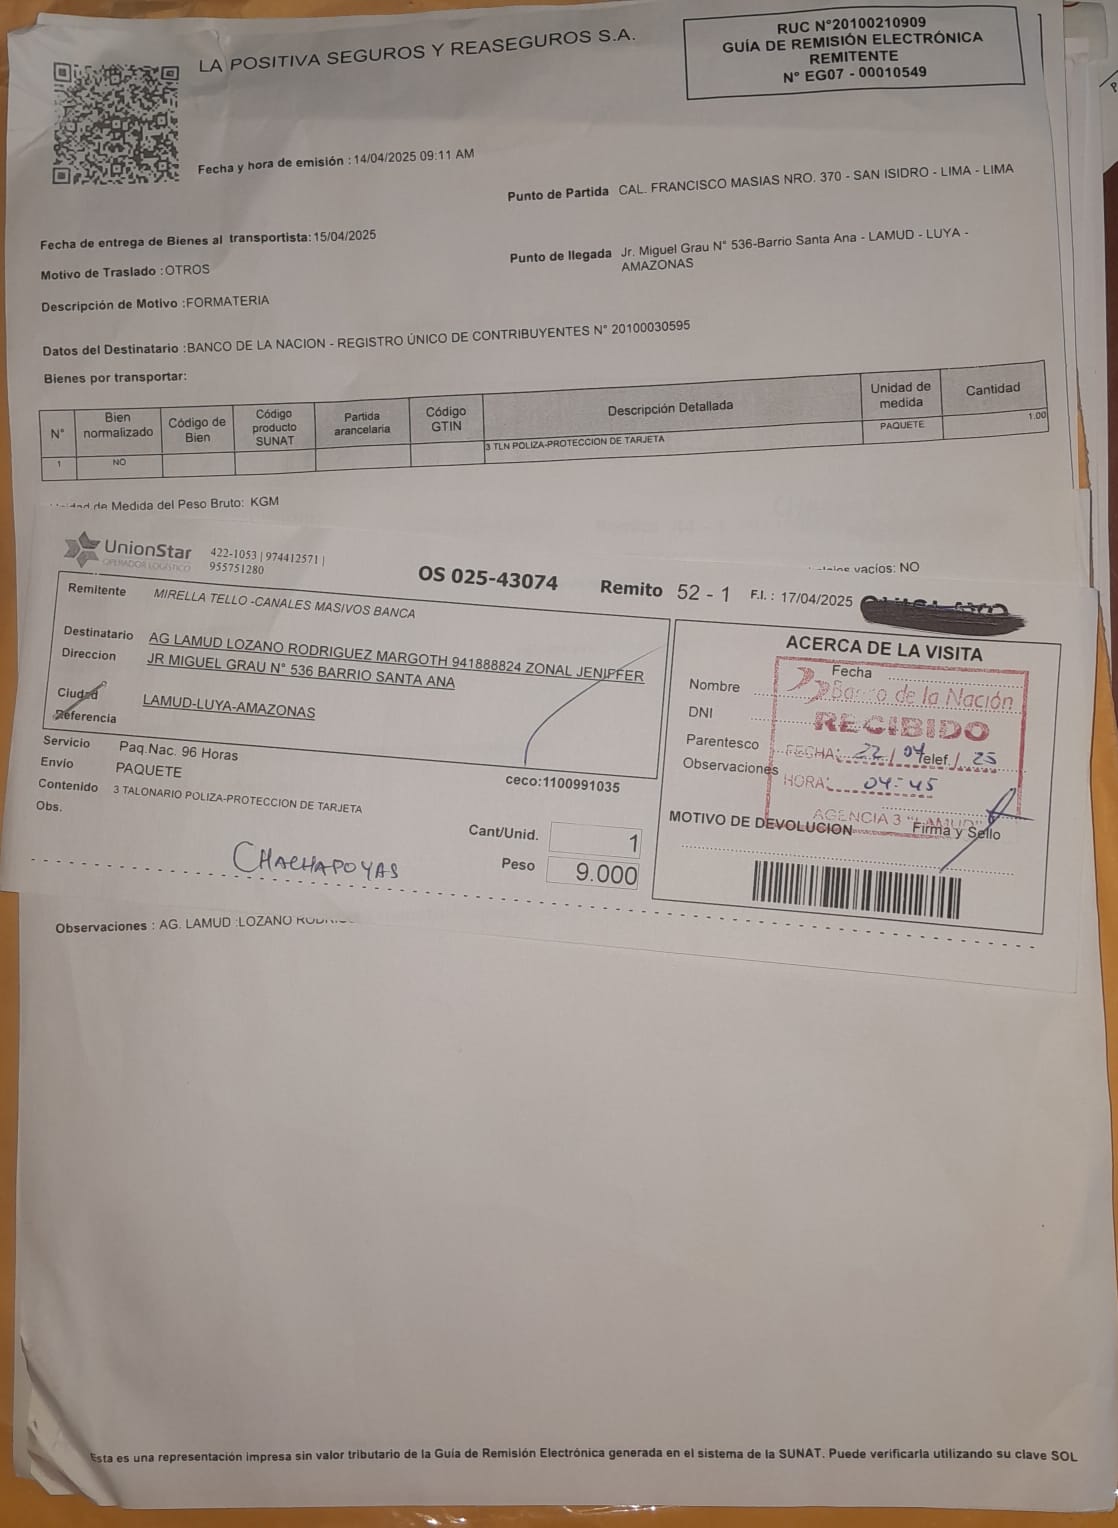 LA POSITIVA SEGUROS Y REASEGUROS S.A.
RUC N°20100210909
GUÍA DE REMISIÓN ELECTRÓNICA
REMITENTE
N° EG07 - 00010549
Fecha y hora de emisión : 14/04/2025 09:11 AM
Punto de Partida CAL. FRANCISCO MASIAS NRO. 370 - SAN ISIDRO - LIMA - LIMA
Fecha de entrega de Bienes al transportista: 15/04/2025
Punto de llegada Jr. Miguel Grau N° 536-Barrio Santa Ana - LAMUD - LUYA -
AMAZONAS
Motivo de Traslado : OTROS
Descripción de Motivo : FORMATERIA
Datos del Destinatario : BANCO DE LA NACION - REGISTRO ÚNICO DE CONTRIBUYENTES N° 20100030595
Bienes por transportar:
N° Bien normalizado Código de Bien Código producto SUNAT Partida arancelaria Código GTIN Descripción Detallada Unidad de medida Cantidad
1 NO 3 TLN POLIZA-PROTECCION DE TARJETA PAQUETE 1.00
de Medida del Peso Bruto: KGM
vacíos: NO
UnionStar
OPERADOR LOGÍSTICO
422-1053 | 974412571 |
955751280
OS 025-43074 Remito 52 - 1 F.I. : 17/04/2025
Remitente MIRELLA TELLO -CANALES MASIVOS BANCA
Destinatario AG LAMUD LOZANO RODRIGUEZ MARGOTH 941888824 ZONAL JENIFFER
Direccion JR MIGUEL GRAU N° 536 BARRIO SANTA ANA
Ciudad LAMUD-LUYA-AMAZONAS
Referencia
Servicio Paq.Nac. 96 Horas
Envío PAQUETE
ceco:1100991035
Contenido 3 TALONARIO POLIZA-PROTECCION DE TARJETA
Obs.
Cant/Unid. 1
Peso 9.000
CHACHAPOYAS
ACERCA DE LA VISITA
Fecha
Nombre
DNI
Parentesco
Telef.
Observaciones
Banco de la Nación
RECIBIDO
FECHA: 22 / 04 / 25
HORA: 04:45
AGENCIA 3 "LAMUD"
MOTIVO DE DEVOLUCION
Firma y Sello
Observaciones : AG. LAMUD :LOZANO
Esta es una representación impresa sin valor tributario de la Guía de Remisión Electrónica generada en el sistema de la SUNAT. Puede verificarla utilizando su clave SOL